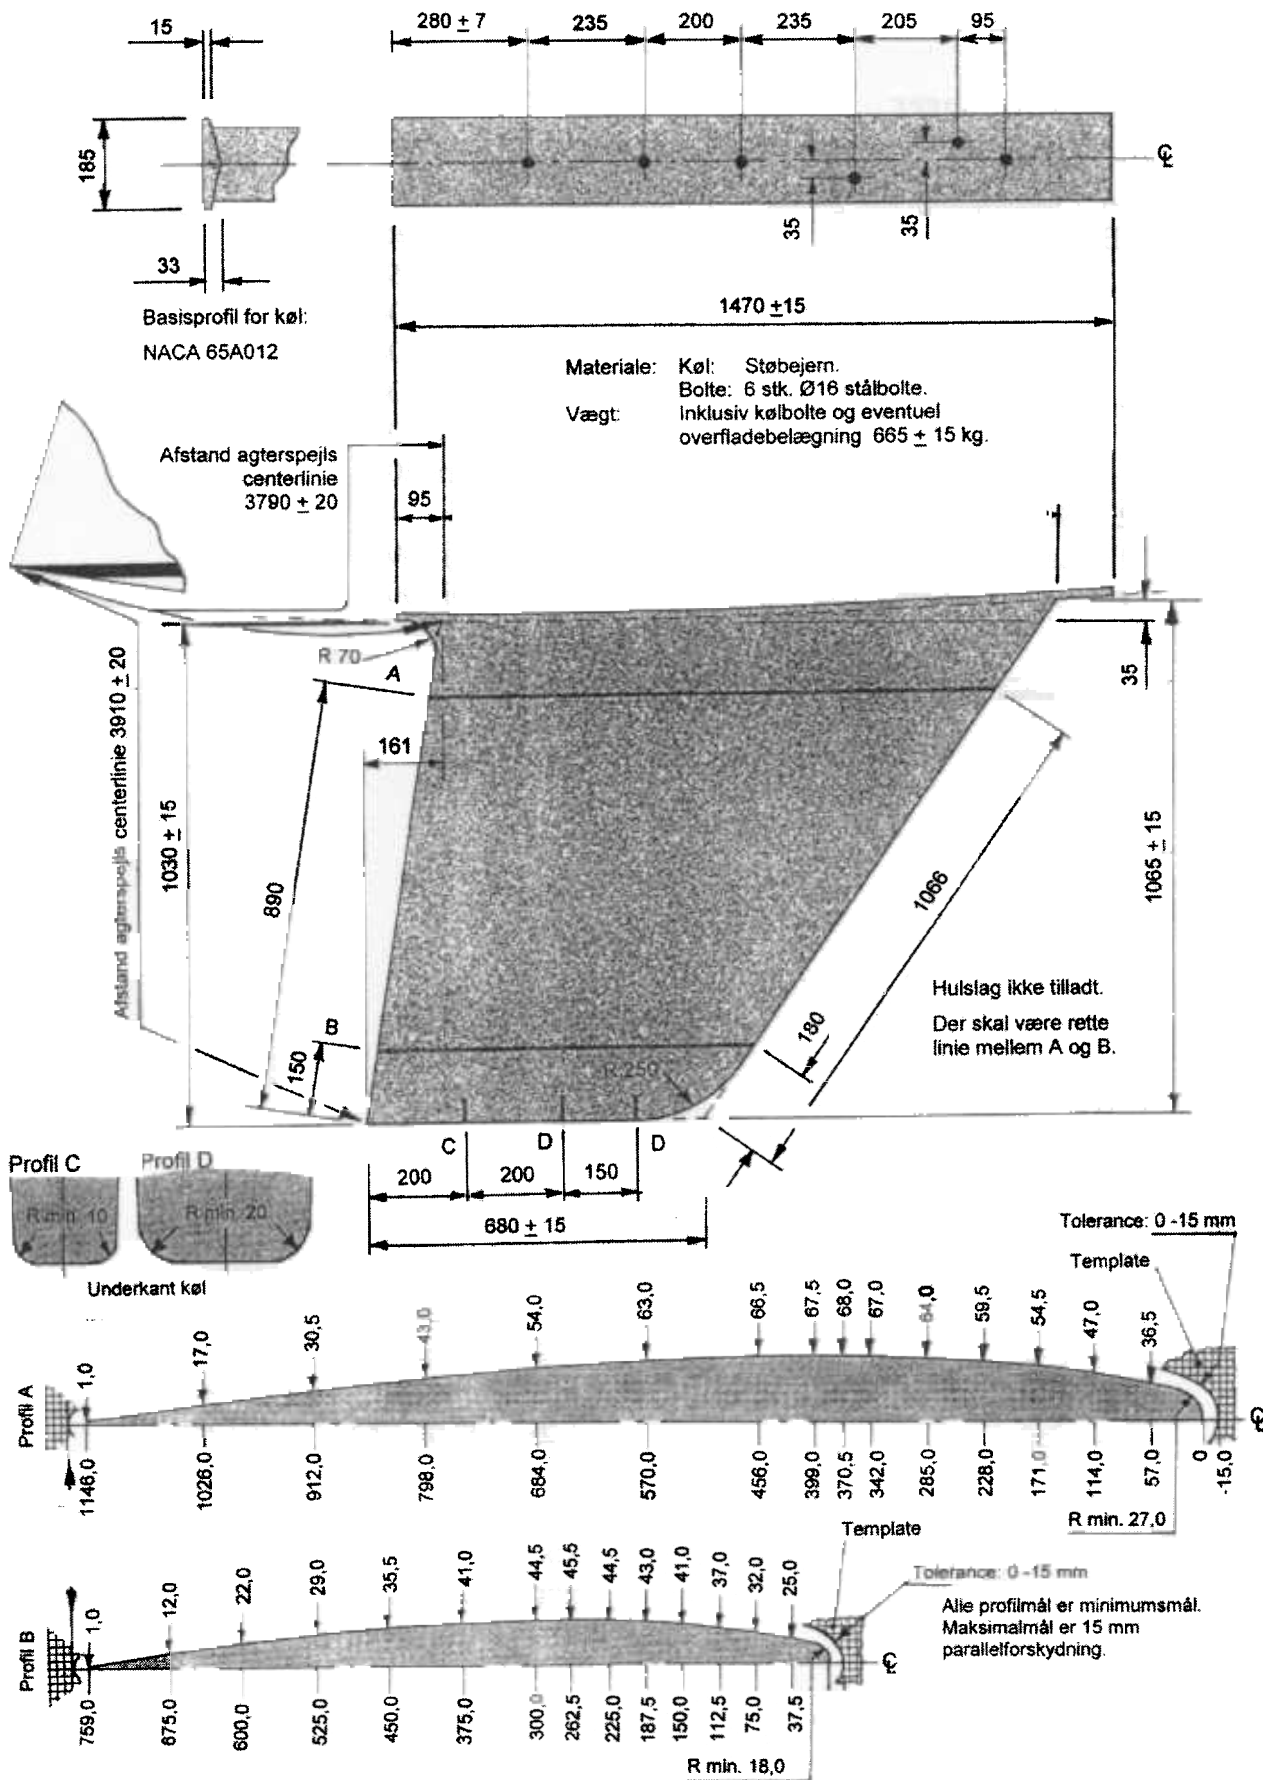 15
280 ± 7
235
200
235
205
95
185
33
35
35
℄
Basisprofil for køl:
NACA 65A012
1470 ±15
Materiale: Køl: Støbejern.
Bolte: 6 stk. Ø16 stålbolte.
Vægt: Inklusiv kølbolte og eventuel
overfladebelægning 665 ± 15 kg.
Afstand agterspejls
centerlinie
3790 ± 20
95
R 70
A
35
161
Afstand agterspejls centerlinie 3910 ± 20
1030 ± 15
890
1066
1065 ± 15
B
150
180
R 250
Hulslag ikke tilladt.
Der skal være rette
linie mellem A og B.
C
D
D
200
200
150
680 ± 15
Profil C
Profil D
R min. 10
R min. 20
Underkant køl
Tolerance: 0 -15 mm
Template
Profil A
1,0
17,0
30,5
43,0
54,0
63,0
66,5
67,5
68,0
67,0
64,0
59,5
54,5
47,0
36,5
℄
1146,0
1026,0
912,0
798,0
684,0
570,0
456,0
399,0
370,5
342,0
285,0
228,0
171,0
114,0
57,0
0
-15,0
R min. 27,0
Template
Tolerance: 0 -15 mm
Alle profilmål er minimumsmål.
Maksimalmål er 15 mm
parallelforskydning.
Profil B
1,0
12,0
22,0
29,0
35,5
41,0
44,5
45,5
44,5
43,0
41,0
37,0
32,0
25,0
℄
759,0
675,0
600,0
525,0
450,0
375,0
300,0
262,5
225,0
187,5
150,0
112,5
75,0
37,5
R min. 18,0